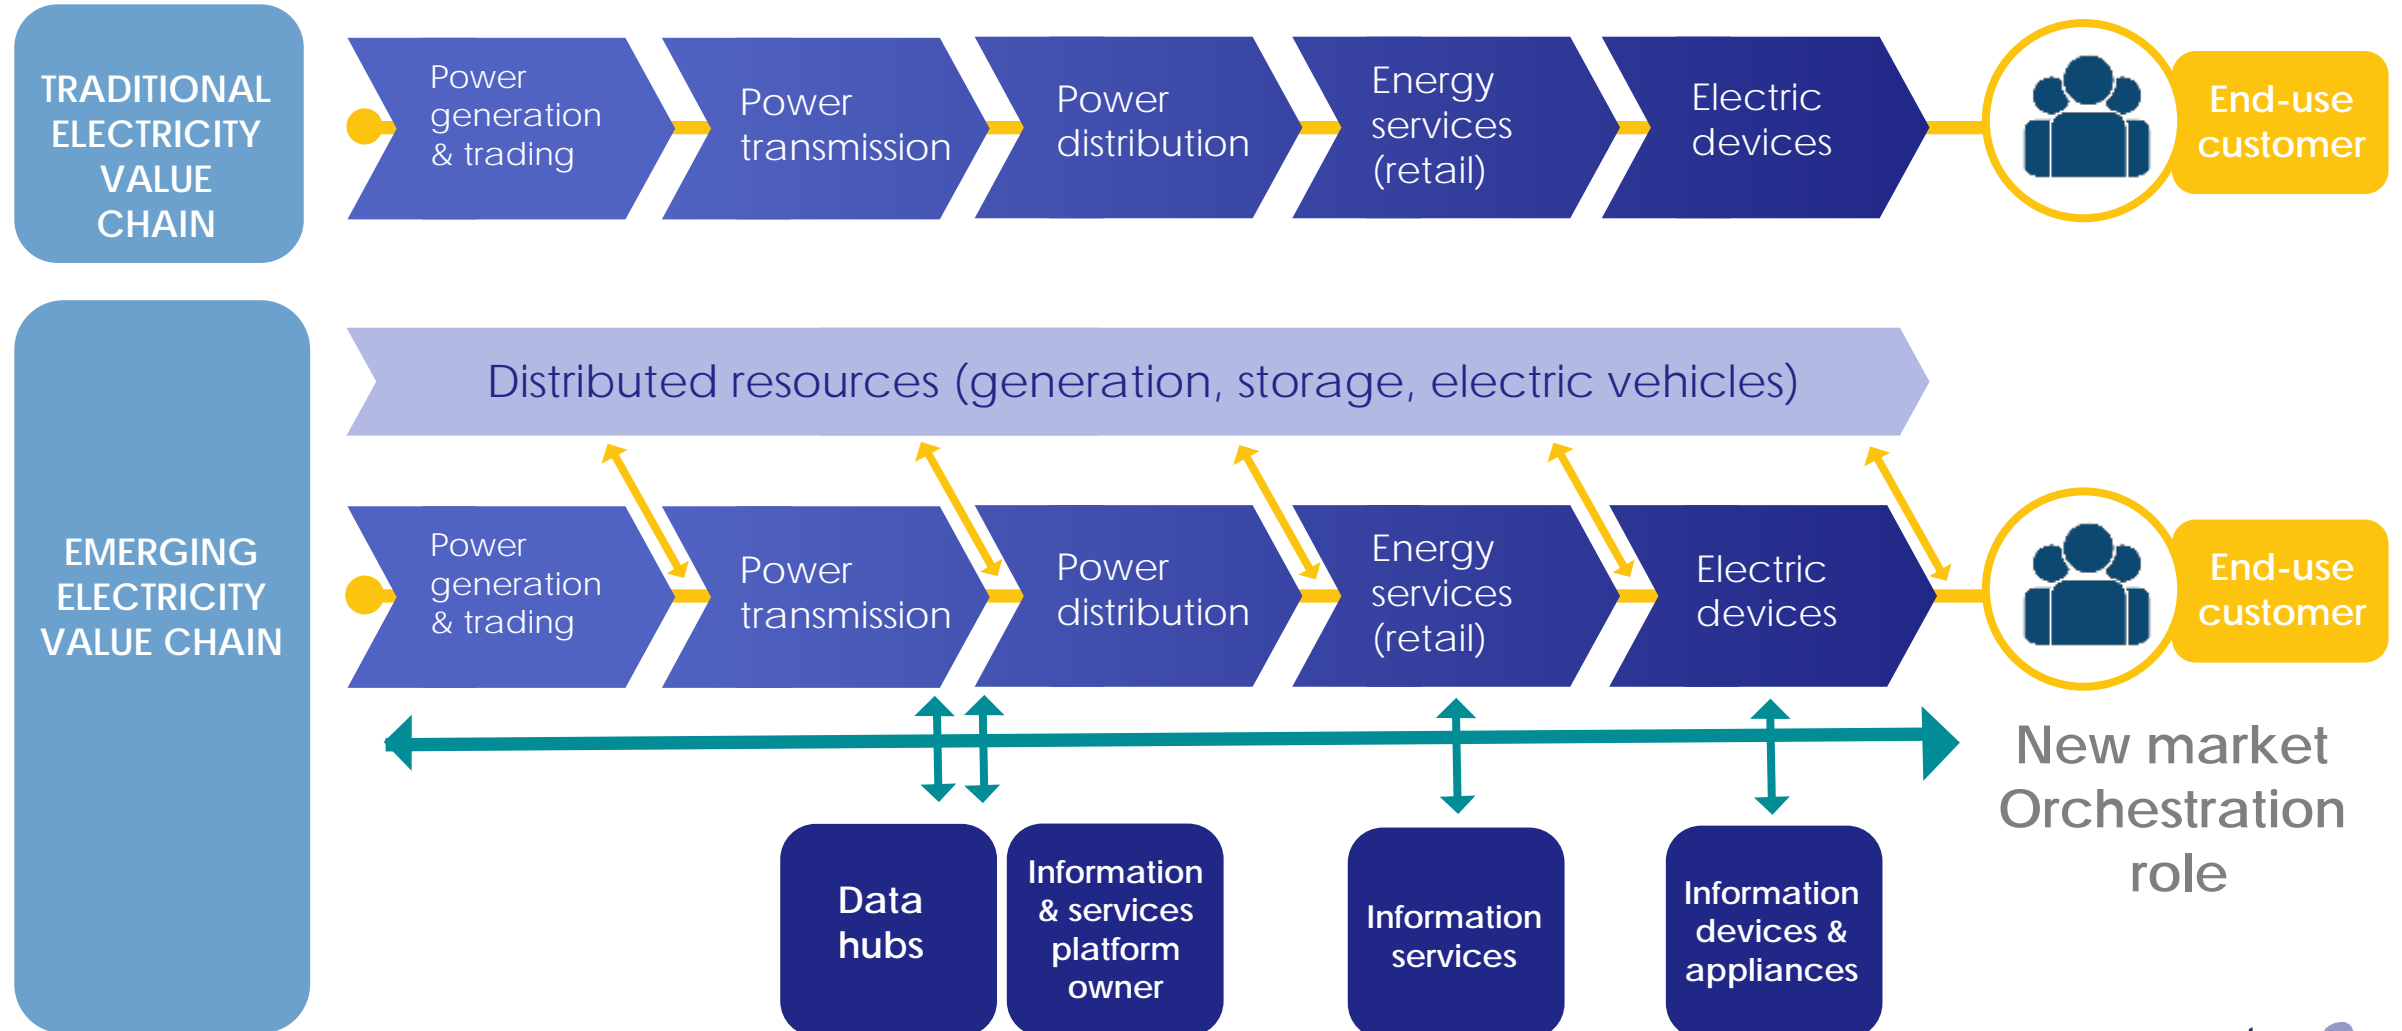 TRADITIONAL
ELECTRICITY
VALUE
CHAIN
Power
generation
& trading
Power
transmission
Power
distribution
Energy
services
(retail)
Electric
devices
End-use
customer
EMERGING
ELECTRICITY
VALUE CHAIN
Distributed resources (generation, storage, electric vehicles)
Power
generation
& trading
Power
transmission
Power
distribution
Energy
services
(retail)
Electric
devices
End-use
customer
New market
Orchestration
role
Data
hubs
Information
& services
platform
owner
Information
services
Information
devices &
appliances